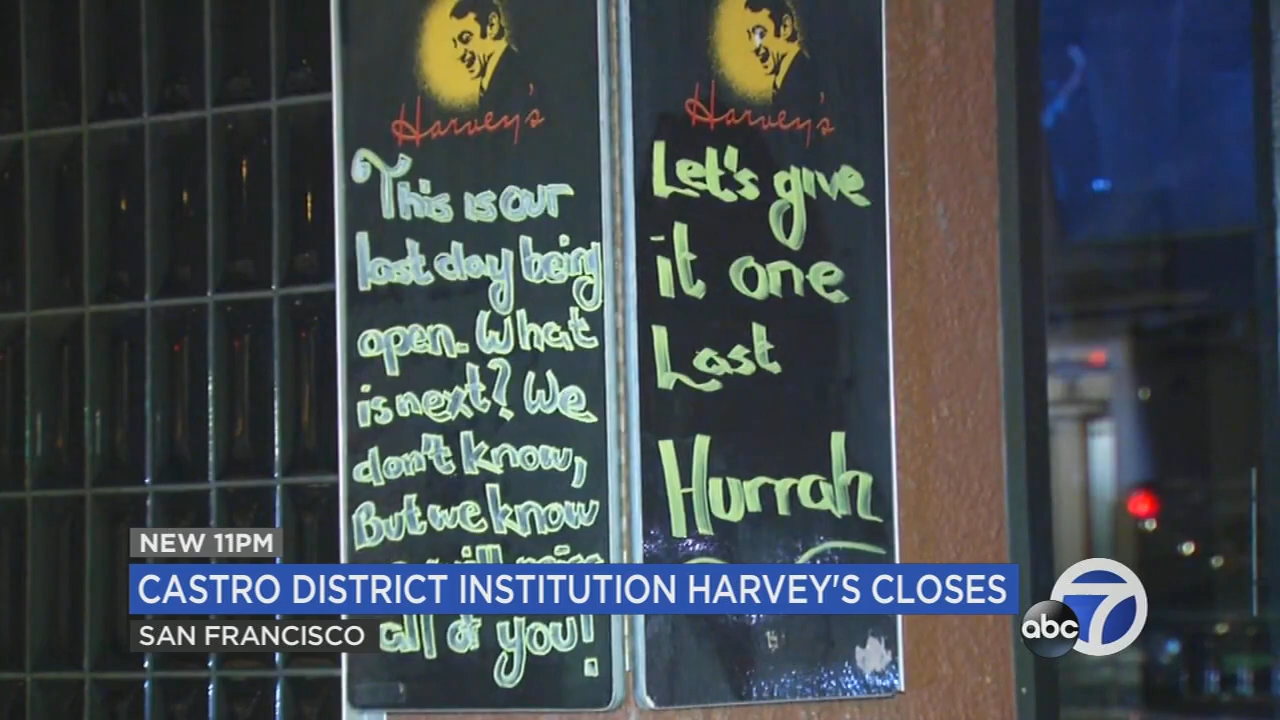 Harvey's
This is our
last day being
open. What
is next? We
don't know,
But we know
all of you!
Harvey's
Let's give
it one
Last
Hurrah
NEW 11PM
CASTRO DISTRICT INSTITUTION HARVEY'S CLOSES
SAN FRANCISCO
abc 7